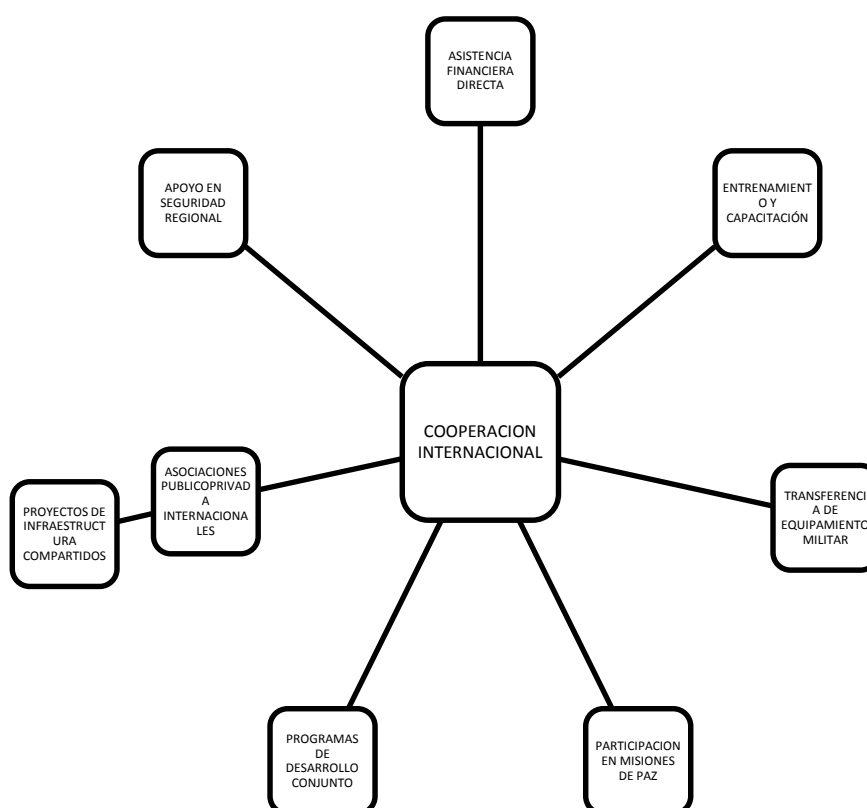 ASISTENCIA
FINANCIERA
DIRECTA
APOYO EN
SEGURIDAD
REGIONAL
ENTRENAMIENT
O Y
CAPACITACIÓN
COOPERACION
INTERNACIONAL
ASOCIACIONES
PUBLICOPRIVAD
A
INTERNACIONA
LES
PROYECTOS DE
INFRAESTRUCT
URA
COMPARTIDOS
TRANSFERENCI
A DE
EQUIPAMIENTO
MILITAR
PROGRAMAS
DE
DESARROLLO
CONJUNTO
PARTICIPACION
EN MISIONES
DE PAZ